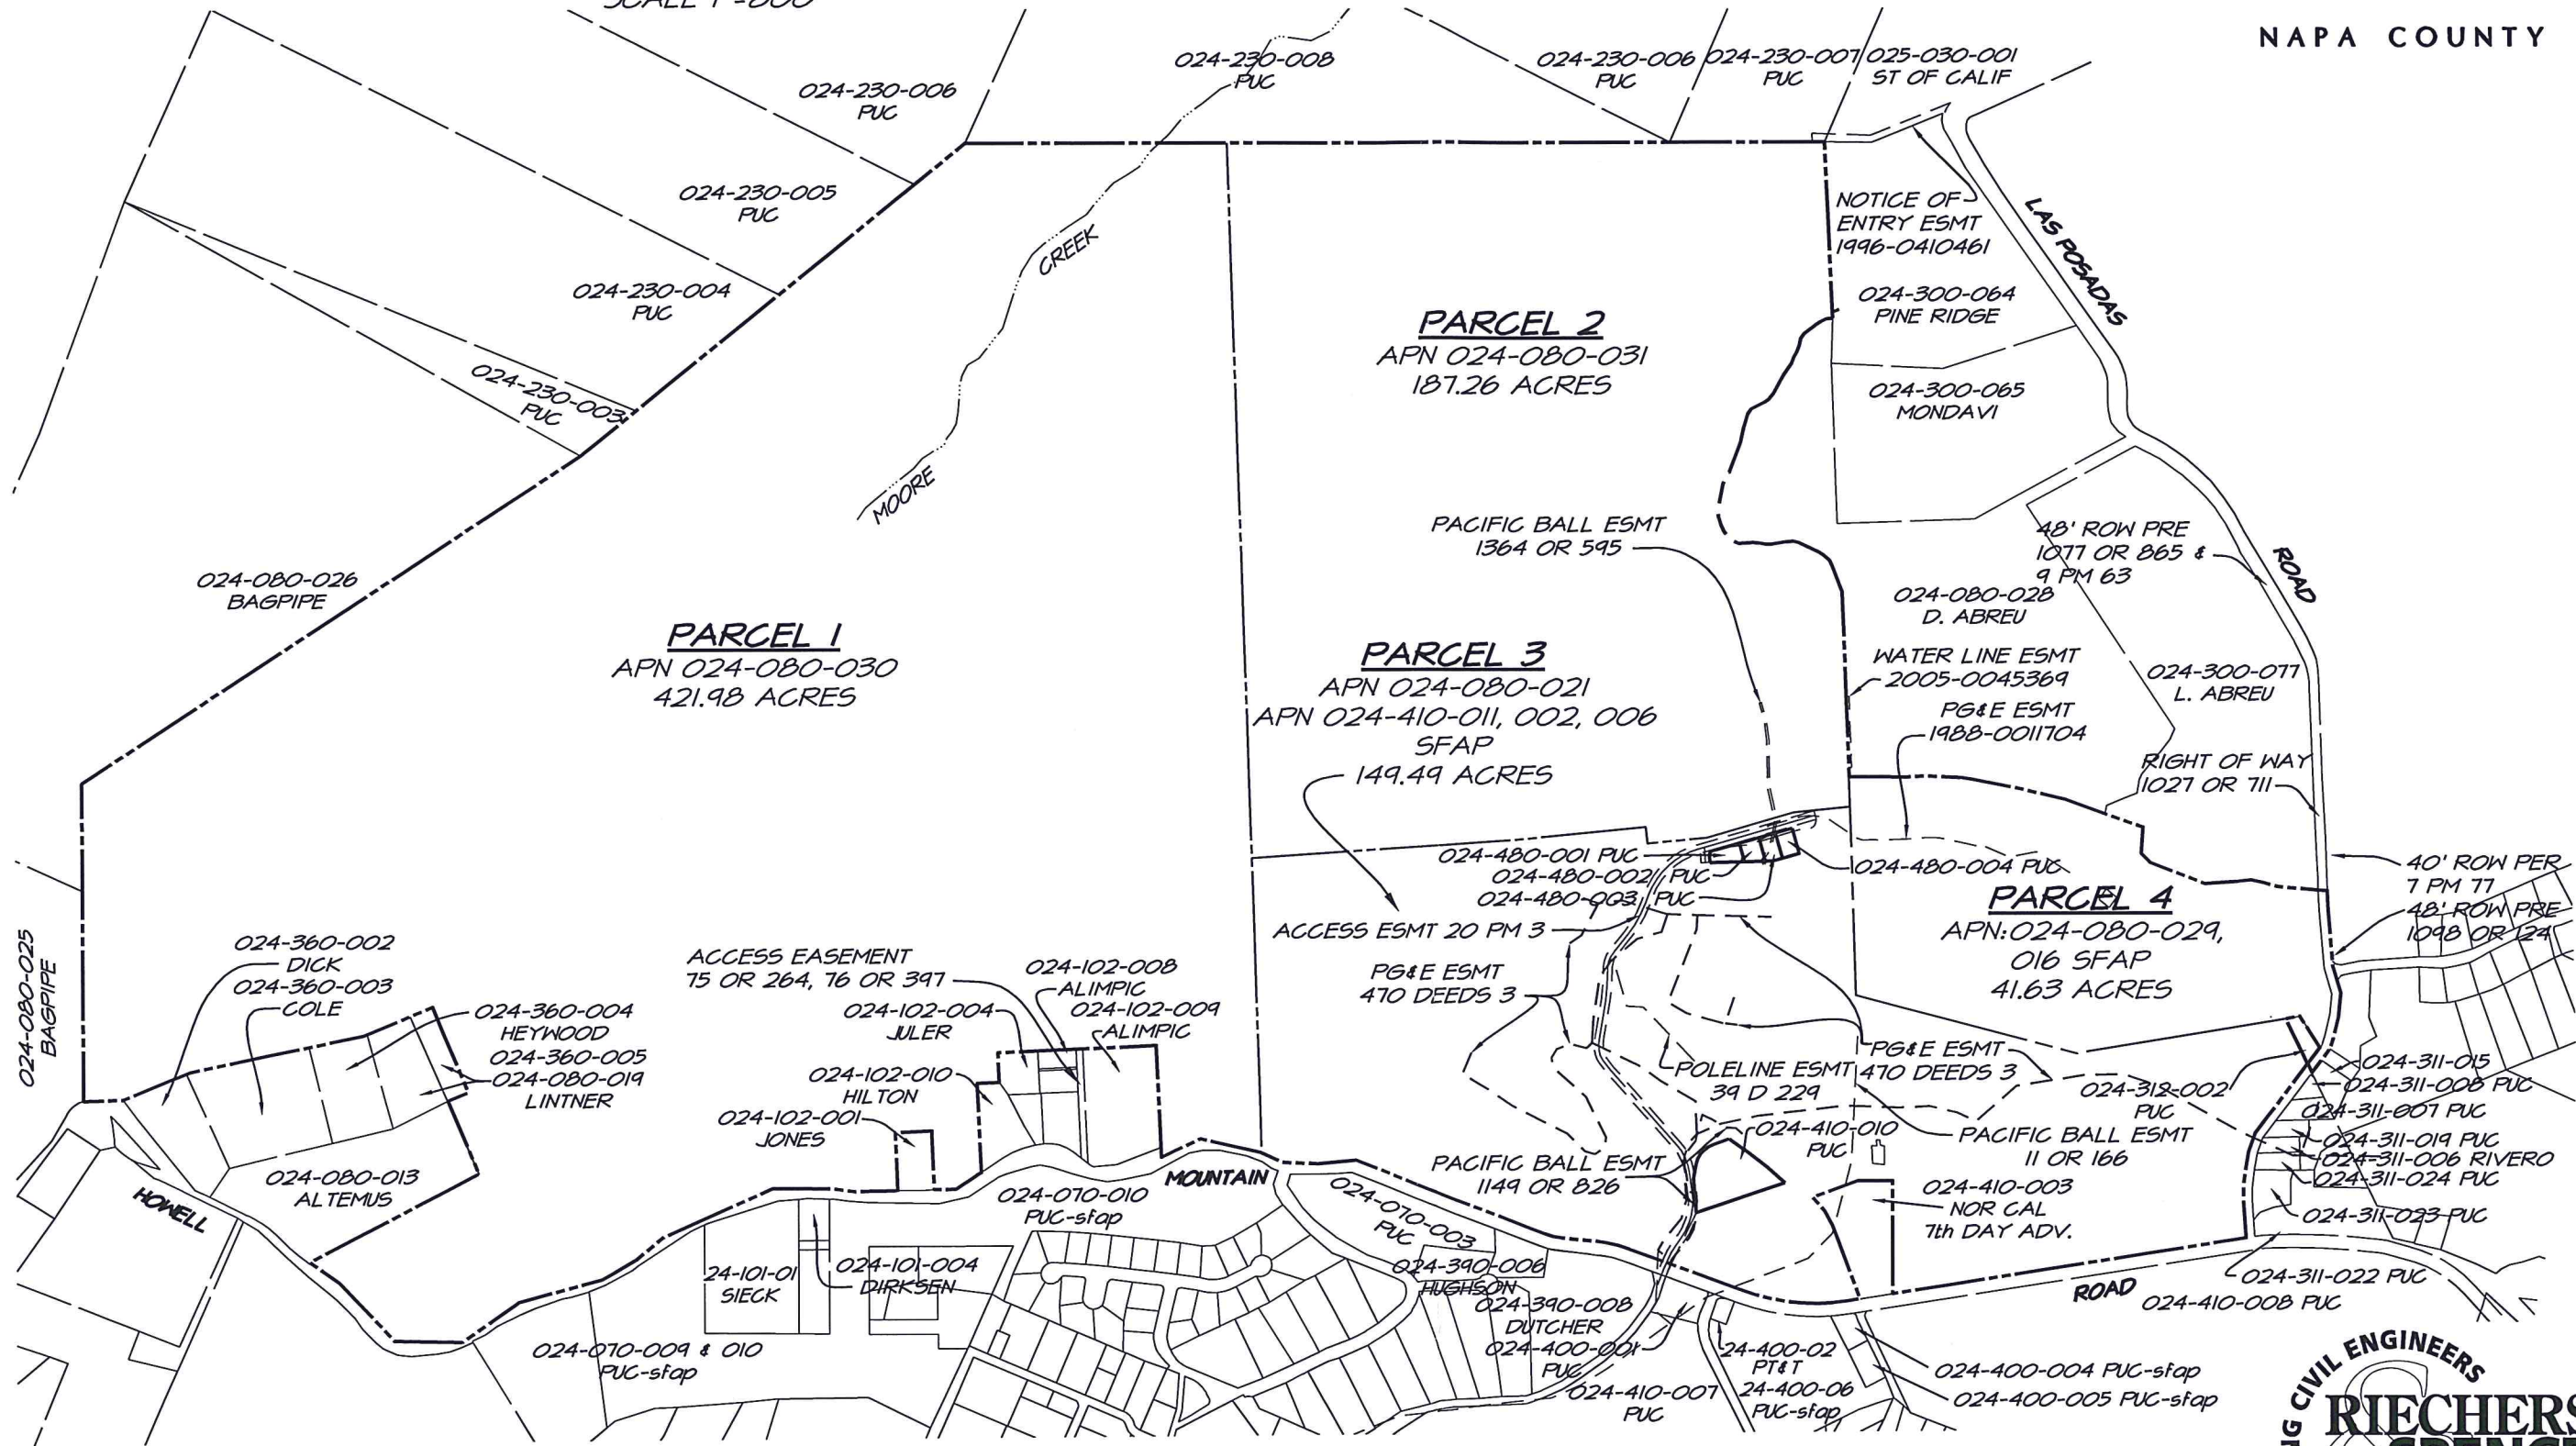 NAPA COUNTY
024-230-008
PUC
024-230-006
PUC
024-230-007
PUC
025-030-001
ST OF CALIF
024-230-006
PUC
024-230-005
PUC
024-230-004
PUC
024-230-003
PUC
CREEK
MOORE
NOTICE OF
ENTRY ESMT
1996-0410461
LAS POSADAS
024-300-064
PINE RIDGE
024-300-065
MONDAVI
PARCEL 2
APN 024-080-031
187.26 ACRES
PACIFIC BALL ESMT
1364 OR 595
48' ROW PRE
1077 OR 865 &
9 PM 63
ROAD
024-080-026
BAGPIPE
024-080-028
D. ABREU
PARCEL 1
APN 024-080-030
421.98 ACRES
PARCEL 3
APN 024-080-021
APN 024-410-011, 002, 006
SFAP
149.49 ACRES
WATER LINE ESMT
2005-0045369
PG&E ESMT
1988-0011704
024-300-077
L. ABREU
RIGHT OF WAY
1027 OR 711
024-480-001 PUC
024-480-002 PUC
024-480-003 PUC
024-480-004 PUC
ACCESS ESMT 20 PM 3
PARCEL 4
APN:024-080-029,
016 SFAP
41.63 ACRES
40' ROW PER
7 PM 77
48' ROW PRE
1098 OR 124
024-080-025
BAGPIPE
024-360-002
DICK
024-360-003
COLE
024-360-004
HEYWOOD
024-360-005
024-080-019
LINTNER
ACCESS EASEMENT
75 OR 264, 76 OR 397
024-102-008
ALIMPIC
024-102-004
JULER
024-102-009
ALIMPIC
024-102-010
HILTON
024-102-001
JONES
PG&E ESMT
470 DEEDS 3
POLELINE ESMT
39 D 229
PG&E ESMT
470 DEEDS 3
024-312-002
PUC
024-311-015
024-311-008 PUC
024-311-007 PUC
024-311-019 PUC
024-311-006 RIVERO
024-311-024 PUC
024-311-023 PUC
024-410-010
PUC
PACIFIC BALL ESMT
11 OR 166
PACIFIC BALL ESMT
1149 OR 826
024-410-003
NOR CAL
7th DAY ADV.
024-080-013
ALTEMUS
HOWELL
MOUNTAIN
ROAD
024-070-010
PUC-sfap
024-070-003
PUC
24-101-01
SIECK
024-101-004
DIRKSEN
024-390-006
HUGHSON
024-390-008
DUTCHER
024-400-001
PUC
024-311-022 PUC
024-410-008 PUC
024-070-009 & 010
PUC-sfap
24-400-02
PT&T
24-400-06
PUC-sfap
024-410-007
PUC
024-400-004 PUC-sfap
024-400-005 PUC-sfap
CIVIL ENGINEERS
RIECHERS